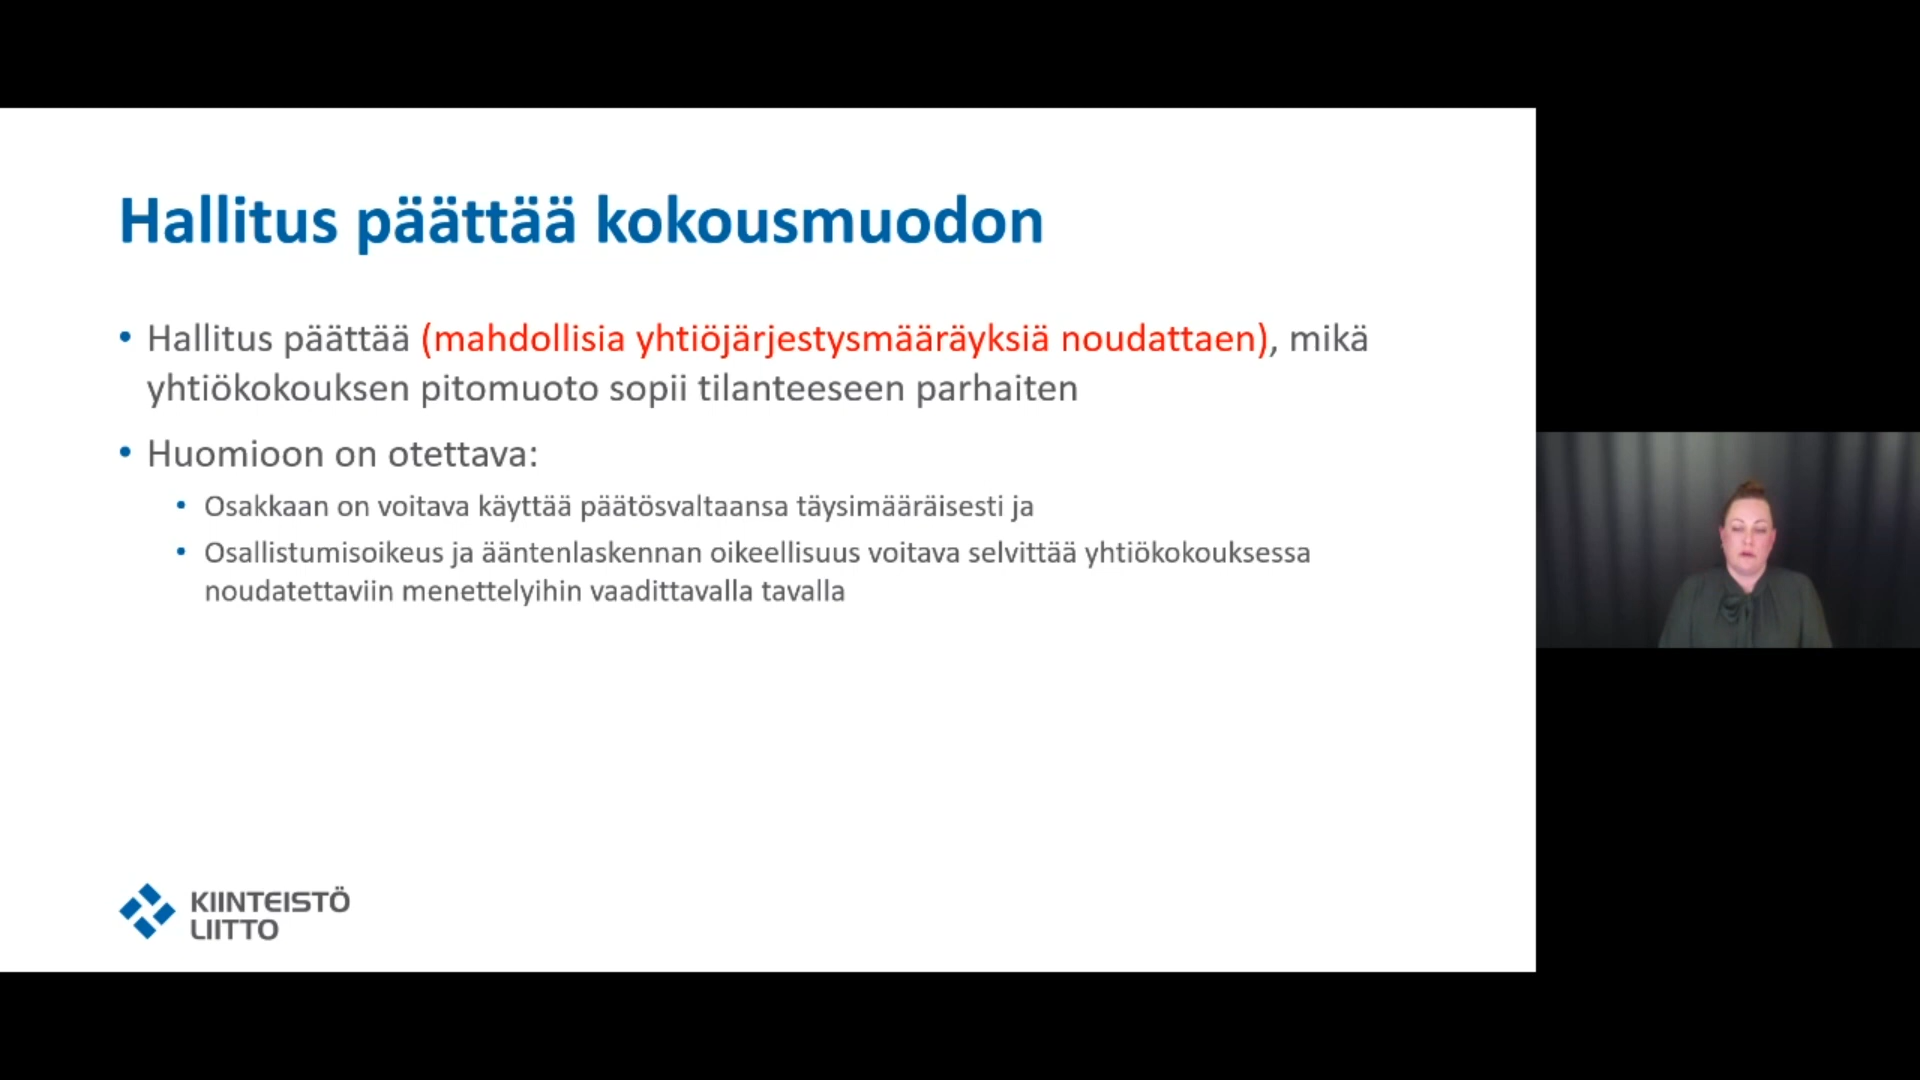 Hallitus päättää kokousmuodon
• Hallitus päättää (mahdollisia yhtiöjärjestysmääräyksiä noudattaen), mikä
yhtiökokouksen pitomuoto sopii tilanteeseen parhaiten
• Huomioon on otettava:
• Osakkaan on voitava käyttää päätösvaltaansa täysimääräisesti ja
• Osallistumisoikeus ja ääntenlaskennan oikeellisuus voitava selvittää yhtiökokouksessa
noudatettaviin menettelyihin vaadittavalla tavalla
KIINTEISTÖ
LIITTO